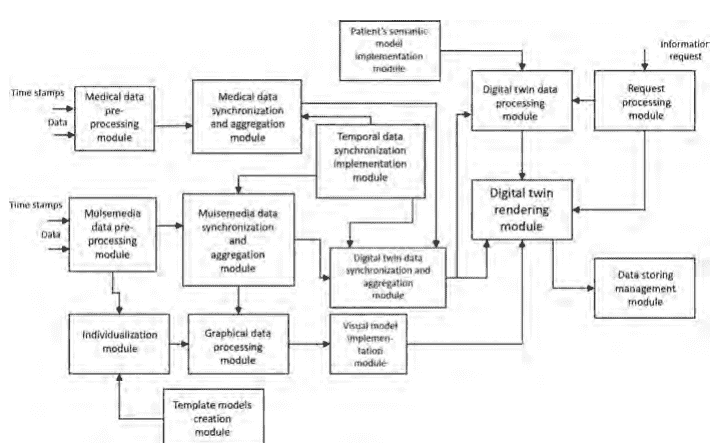 Patient's semantic
model
implementation
module
Information
request
Time stamps
Data
Medical data
pre-
processing
module
Medical data
synchronization
and aggregation
module
Digital twin data
processing
module
Request
processing
module
Temporal data
synchronization
implementation
module
Time stamps
Data
Mulsemedia
data pre-
processing
module
Mulsemedia data
synchronization
and
aggregation
module
Digital twin
rendering
module
Digital twin data
synchronization and
aggregation
module
Data storing
management
module
Individualization
module
Graphical data
processing
module
Visual model
implemen-
tation
module
Template models
creation
module